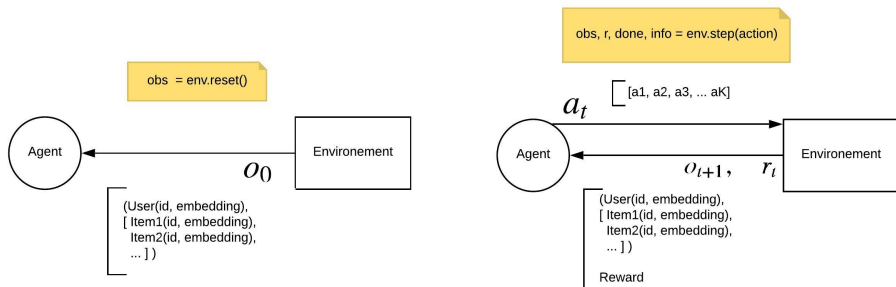 obs = env.reset()
Agent
Environement
o0
(User(id, embedding),
[ Item1(id, embedding),
Item2(id, embedding),
... ] )
obs, r, done, info = env.step(action)
[a1, a2, a3, ... aK]
at
Agent
Environement
ot+1, rt
(User(id, embedding),
[ Item1(id, embedding),
Item2(id, embedding),
... ] )
Reward